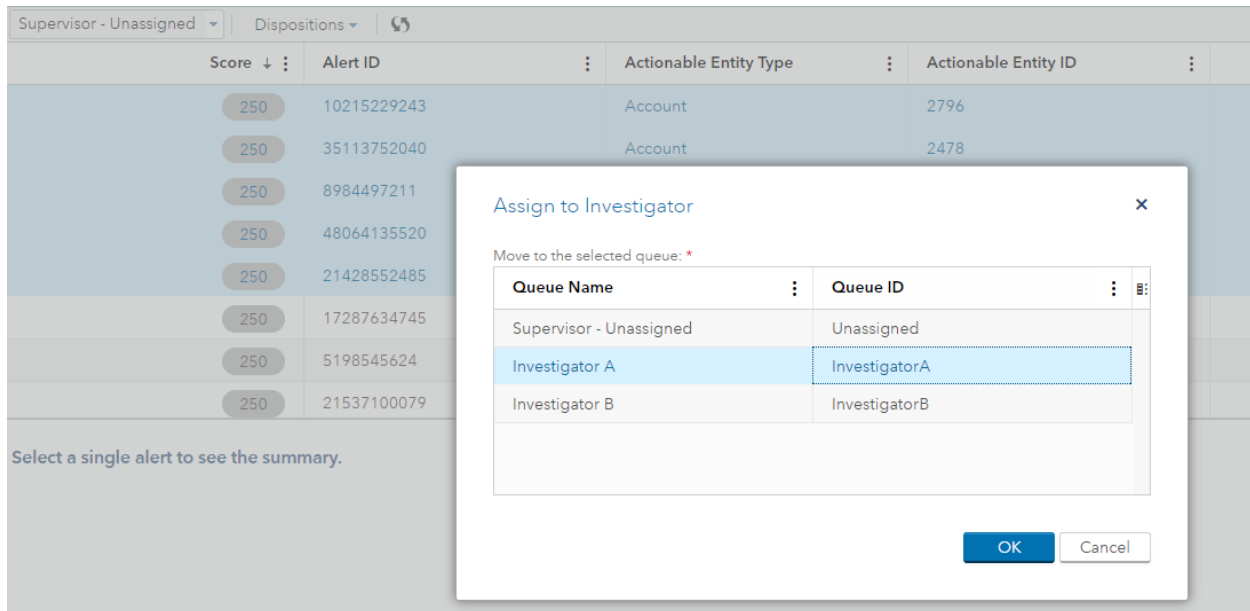 Supervisor - Unassigned Dispositions
Score Alert ID Actionable Entity Type Actionable Entity ID
250 10215229243 Account 2796
250 35113752040 Account 2478
250 8984497211
250 48064135520
250 21428552485
250 17287634745
250 5198545624
250 21537100079
Select a single alert to see the summary.
Assign to Investigator
Move to the selected queue: *
Queue Name Queue ID
Supervisor - Unassigned Unassigned
Investigator A InvestigatorA
Investigator B InvestigatorB
OK Cancel